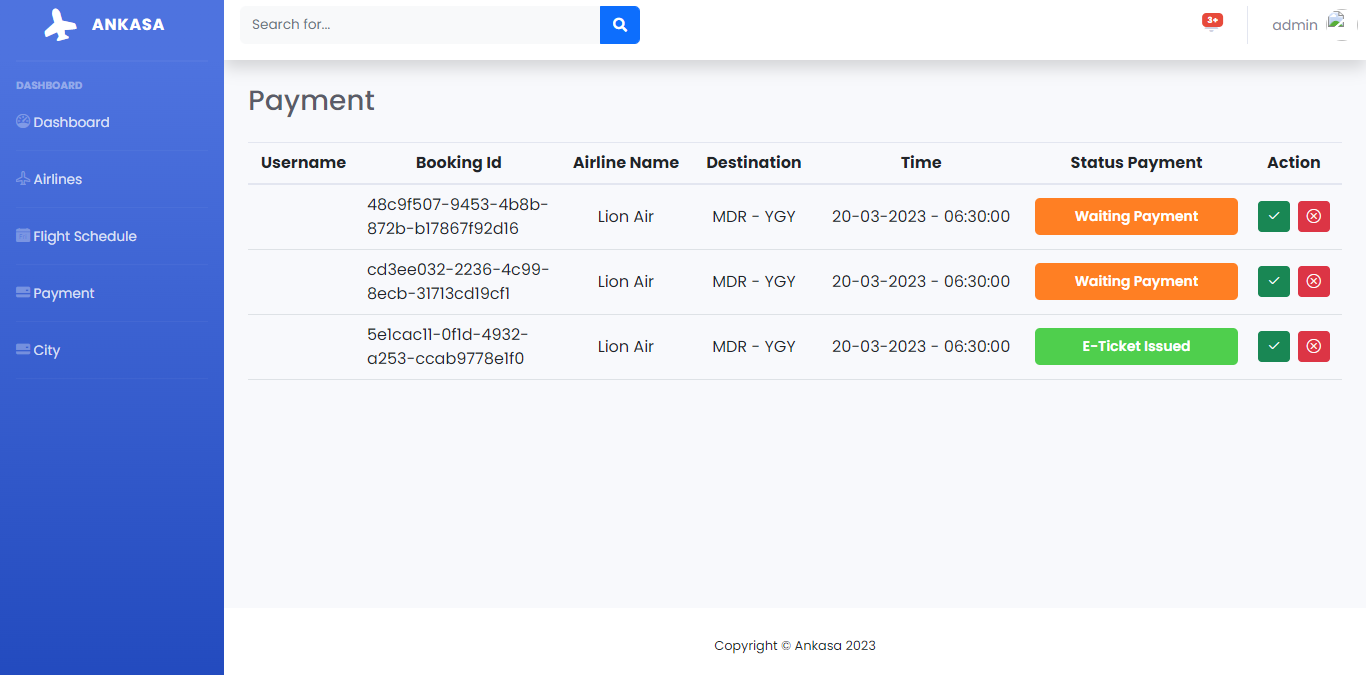 ANKASA
Search for...
3+
admin
DASHBOARD
Dashboard
Airlines
Flight Schedule
Payment
City
Payment
Username Booking Id Airline Name Destination Time Status Payment Action
48c9f507-9453-4b8b-
872b-b17867f92d16
Lion Air MDR - YGY 20-03-2023 - 06:30:00 Waiting Payment
cd3ee032-2236-4c99-
8ecb-31713cd19cf1
Lion Air MDR - YGY 20-03-2023 - 06:30:00 Waiting Payment
5e1cac11-0f1d-4932-
a253-ccab9778e1f0
Lion Air MDR - YGY 20-03-2023 - 06:30:00 E-Ticket Issued
Copyright © Ankasa 2023